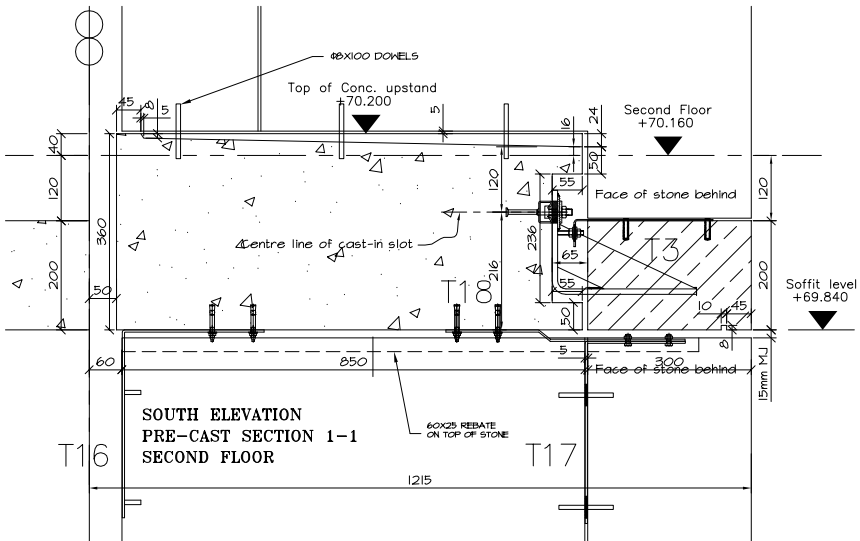 Φ8X100 DOWELS
Top of Conc. upstand
+70.200
Second Floor
+70.160
45
8
5
5
16
24
40
120
50
55
120
Face of stone behind
120
360
Centre line of cast-in slot
236
65
T3
200
216
T18
55
50
50
10
45
200
8
Soffit level
+69.840
60
850
5
300
Face of stone behind
15mm MJ
SOUTH ELEVATION
PRE-CAST SECTION 1-1
SECOND FLOOR
60X25 REBATE
ON TOP OF STONE
T16
T17
1215